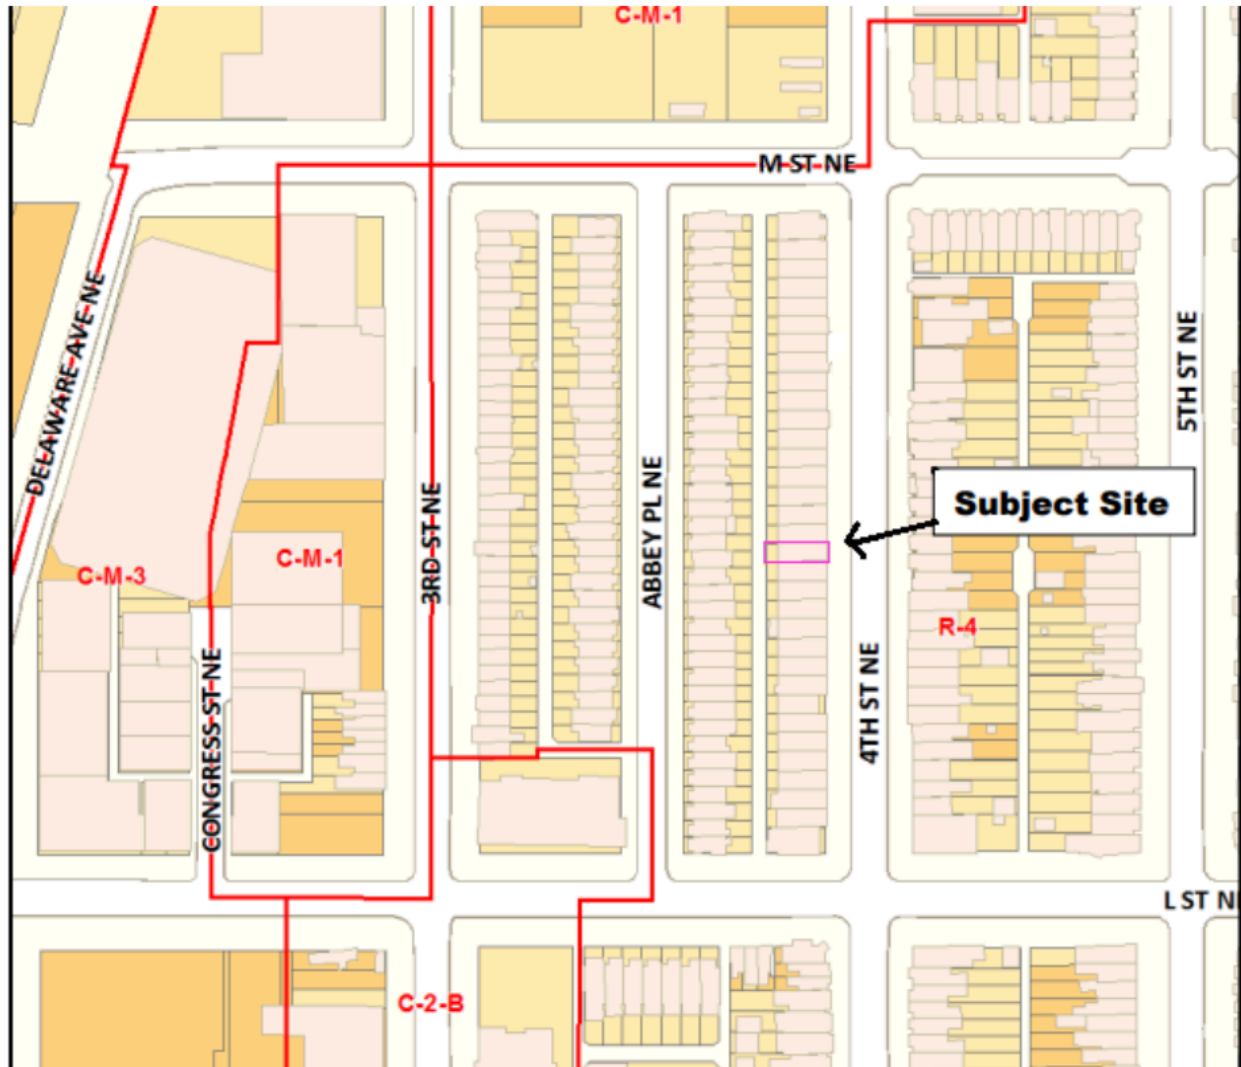 C-M-1
M ST NE
DELAWARE AVE NE
5TH ST NE
3RD ST NE
ABBEY PL NE
Subject Site
C-M-3
C-M-1
R-4
CONGRESS ST NE
4TH ST NE
L ST N
C-2-B